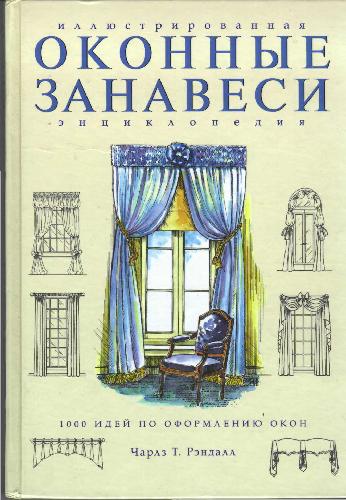 ИЛЛЮСТРИРОВАННАЯ
ОКОННЫЕ
ЗАНАВЕСИ
ЭНЦИКЛОПЕДИЯ
1000 ИДЕЙ ПО ОФОРМЛЕНИЮ ОКОН
Чарлз Т. Рэндалл